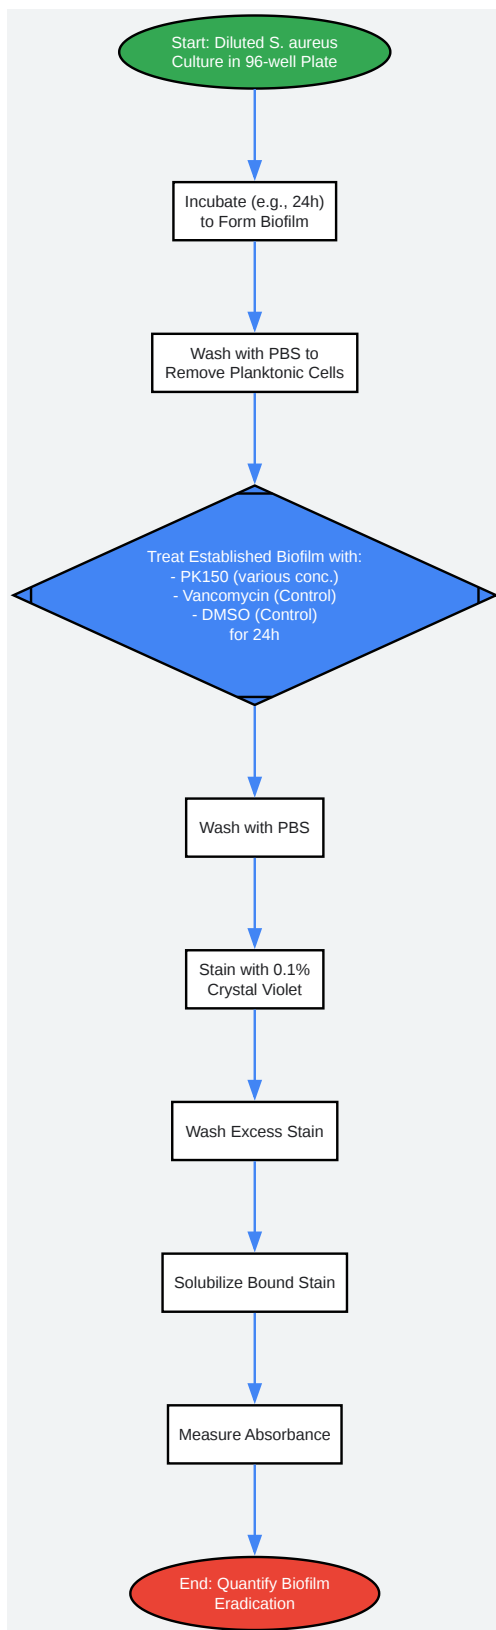 Start: Diluted S. aureus
Culture in 96-well Plate
Incubate (e.g., 24h)
to Form Biofilm
Wash with PBS to
Remove Planktonic Cells
Treat Established Biofilm with:
- PK150 (various conc.)
- Vancomycin (Control)
- DMSO (Control)
for 24h
Wash with PBS
Stain with 0.1%
Crystal Violet
Wash Excess Stain
Solubilize Bound Stain
Measure Absorbance
End: Quantify Biofilm
Eradication